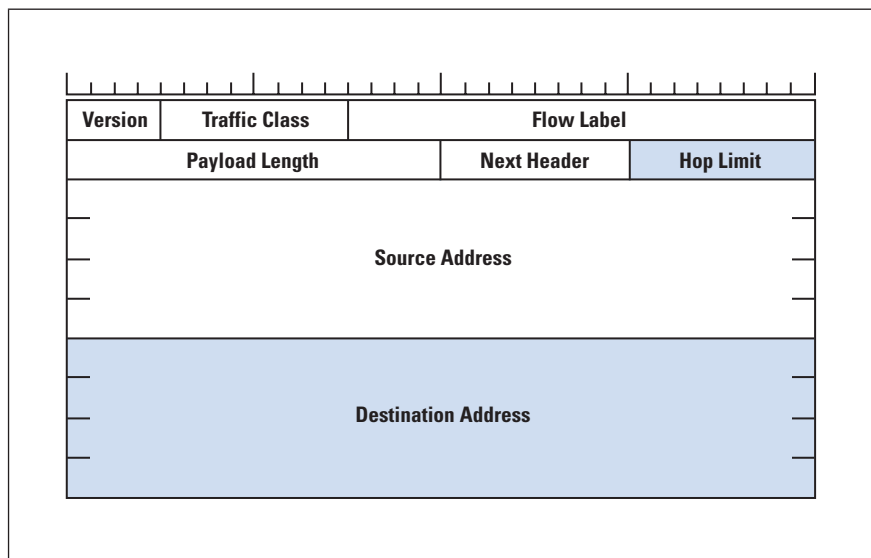 Version Traffic Class Flow Label
Payload Length Next Header Hop Limit
Source Address
Destination Address